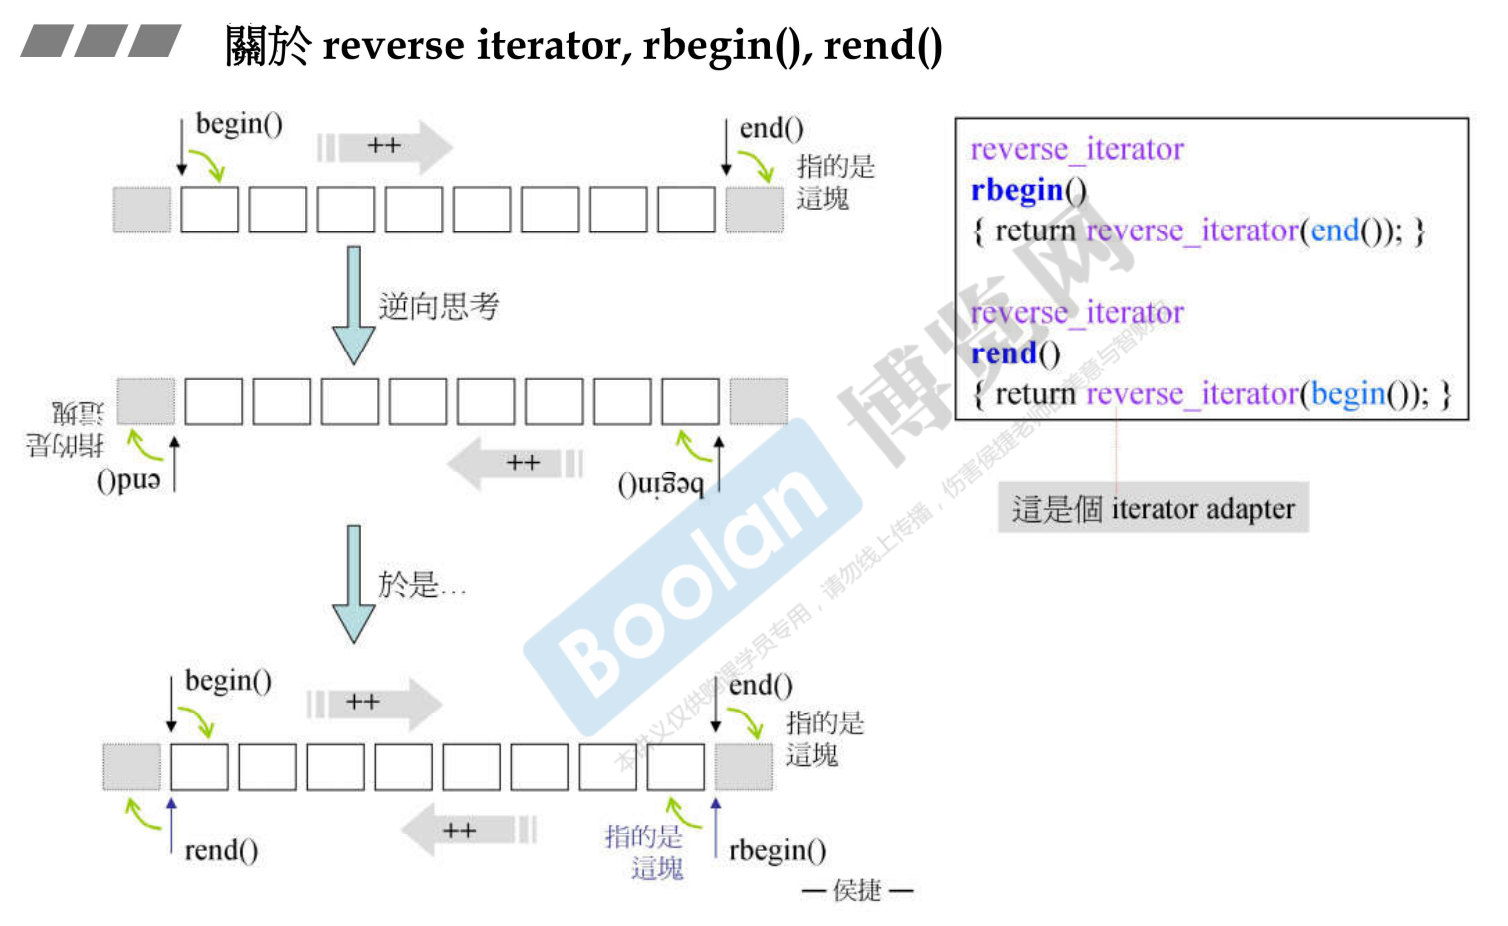 關於 reverse iterator, rbegin(), rend()
begin()
++
end()
指的是
這塊
逆向思考
指的是
這塊
end()
++
begin()
於是…
begin()
++
end()
指的是
這塊
rend()
++
指的是
這塊
rbegin()
— 侯捷 —
reverse_iterator
rbegin()
{ return reverse_iterator(end()); }
reverse_iterator
rend()
{ return reverse_iterator(begin()); }
這是個 iterator adapter
Boolan
博览网
本讲义仅供购课学员专用，请勿线上传播，伤害侯捷老师的美意与智财